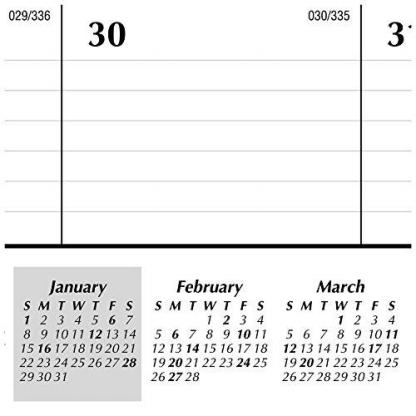 029/336 030/335
30 31
January February March
S M T W T F S S M T W T F S S M T W T F S
1 2 3 4 5 6 7 1 2 3 4 1 2 3 4
8 9 10 11 12 13 14 5 6 7 8 9 10 11 5 6 7 8 9 10 11
15 16 17 18 19 20 21 12 13 14 15 16 17 18 12 13 14 15 16 17 18
22 23 24 25 26 27 28 19 20 21 22 23 24 25 19 20 21 22 23 24 25
29 30 31 26 27 28 26 27 28 29 30 31